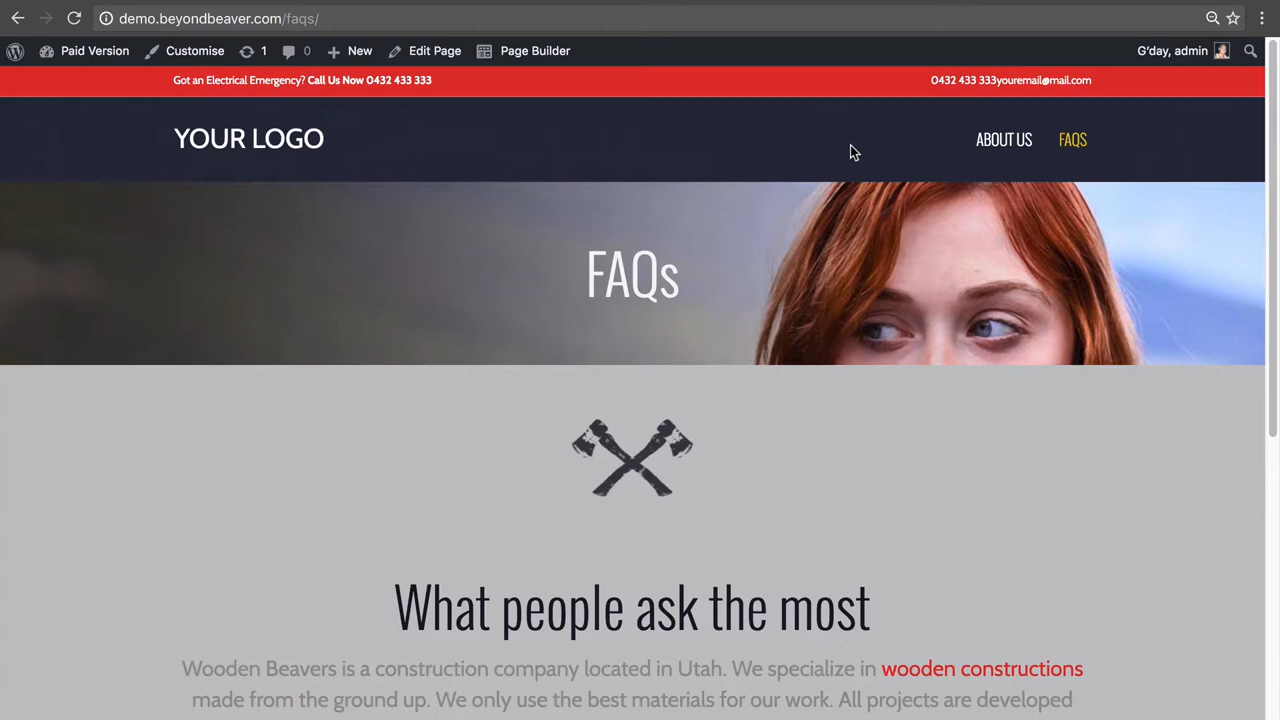 demo.beyondbeaver.com/faqs/
Paid Version Customise 1 0 New Edit Page Page Builder G'day, admin
Got an Electrical Emergency? Call Us Now 0432 433 333 0432 433 333youremail@mail.com
YOUR LOGO ABOUT US FAQS
FAQs
What people ask the most
Wooden Beavers is a construction company located in Utah. We specialize in wooden constructions
made from the ground up. We only use the best materials for our work. All projects are developed